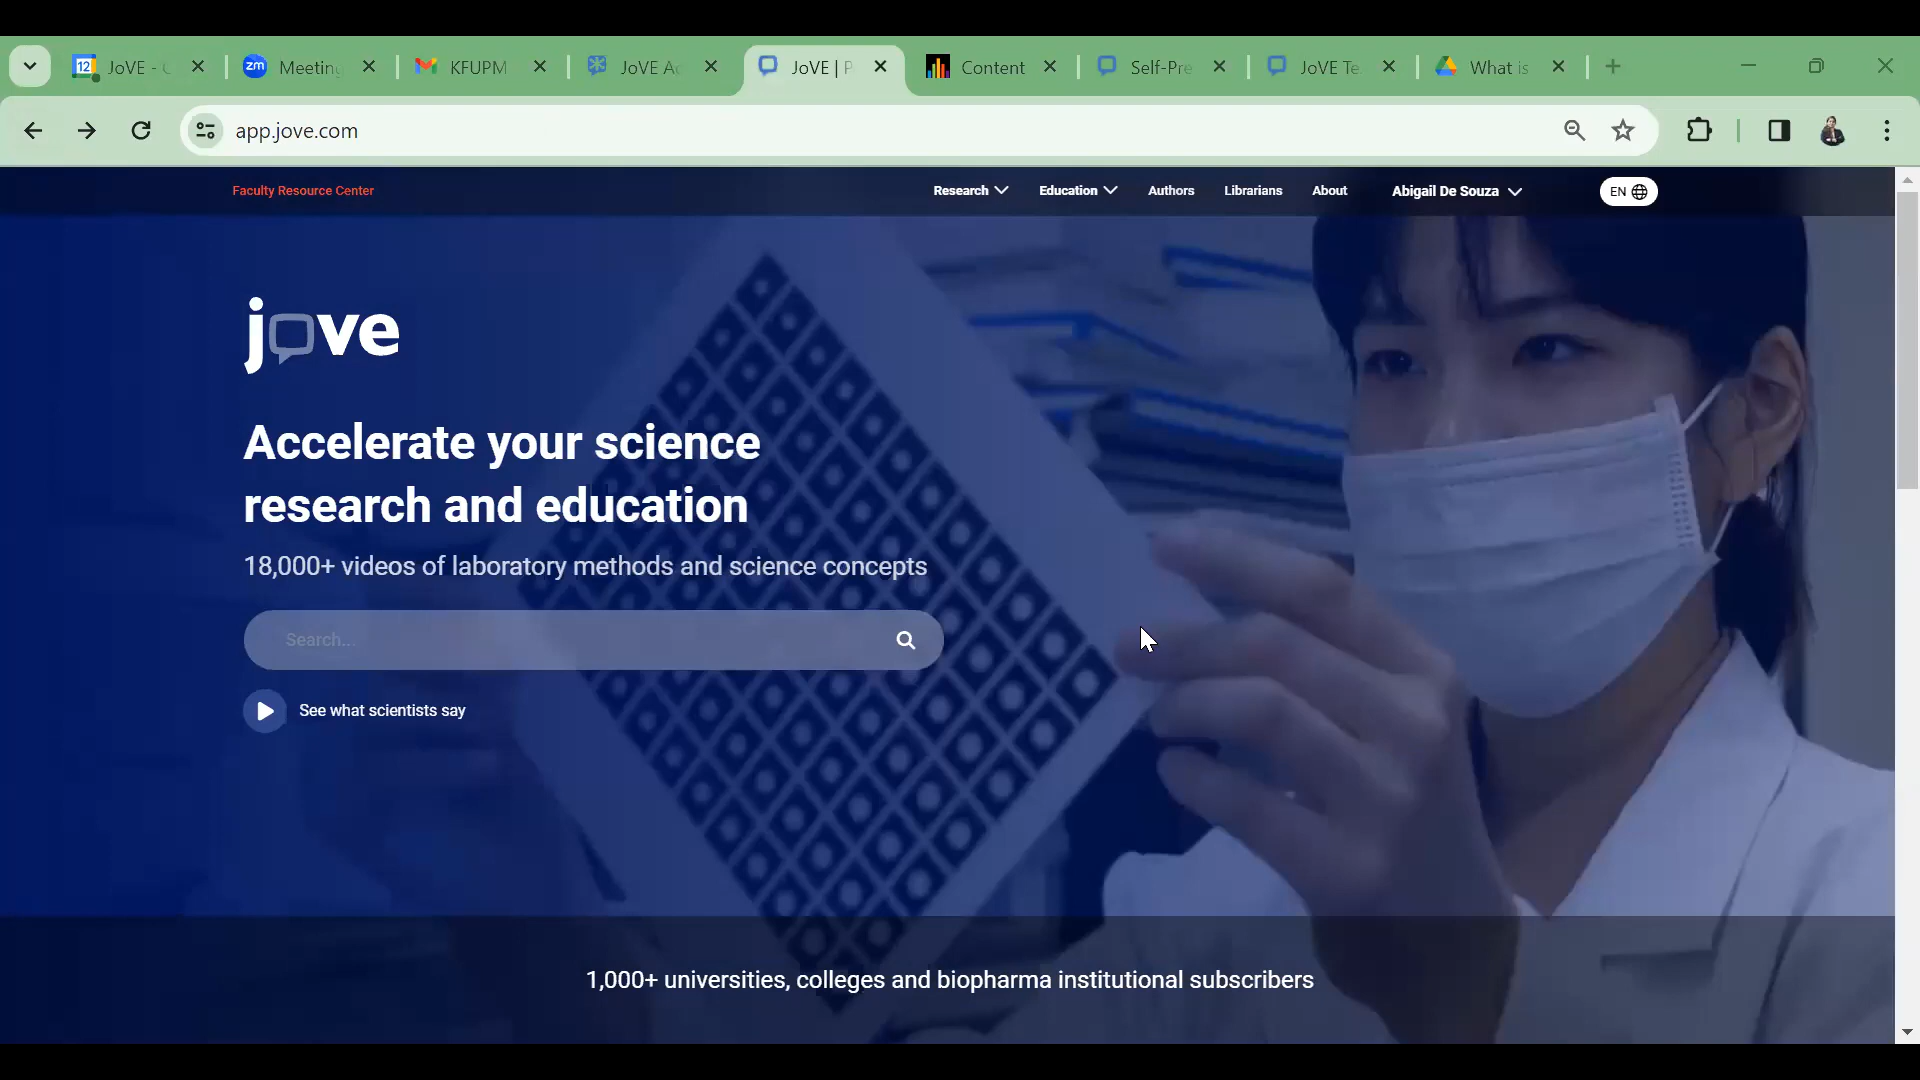 12 JoVE - C
zm Meeting
KFUPM
JoVE Ac
JoVE | P
Content
Self-Pre
JoVE Te
What is
app.jove.com
Faculty Resource Center
Research
Education
Authors
Librarians
About
Abigail De Souza
EN
jove
Accelerate your science
research and education
18,000+ videos of laboratory methods and science concepts
Search...
See what scientists say
1,000+ universities, colleges and biopharma institutional subscribers